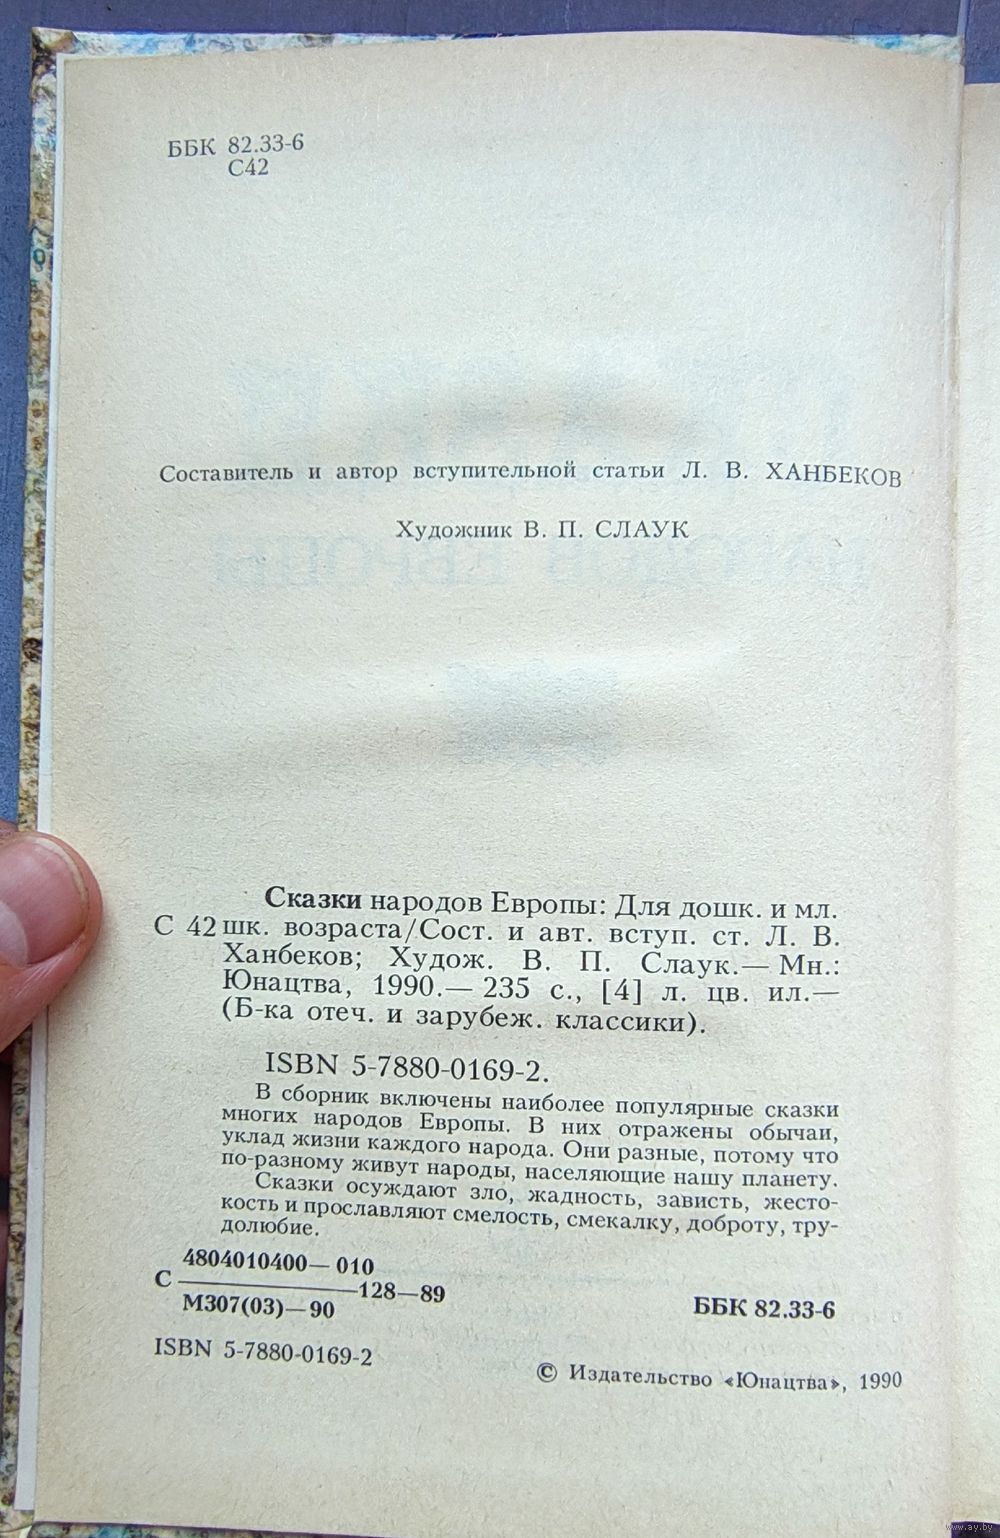 ББК 82.33-6
С42
Составитель и автор вступительной статьи Л. В. ХАНБЕКОВ
Художник В. П. СЛАУК
Сказки народов Европы: Для дошк. и мл.
С 42 шк. возраста/Сост. и авт. вступ. ст. Л. В.
Ханбеков; Худож. В. П. Слаук.— Мн.:
Юнацтва, 1990.— 235 с., [4] л. цв. ил.—
(Б-ка отеч. и зарубеж. классики).
ISBN 5-7880-0169-2.
В сборник включены наиболее популярные сказки
многих народов Европы. В них отражены обычаи,
уклад жизни каждого народа. Они разные, потому что
по-разному живут народы, населяющие нашу планету.
Сказки осуждают зло, жадность, зависть, жесто-
кость и прославляют смелость, смекалку, доброту, тру-
долюбие.
4804010400—010
С 128—89
М307(03)—90
ББК 82.33-6
ISBN 5-7880-0169-2
© Издательство «Юнацтва», 1990
www.ay.by